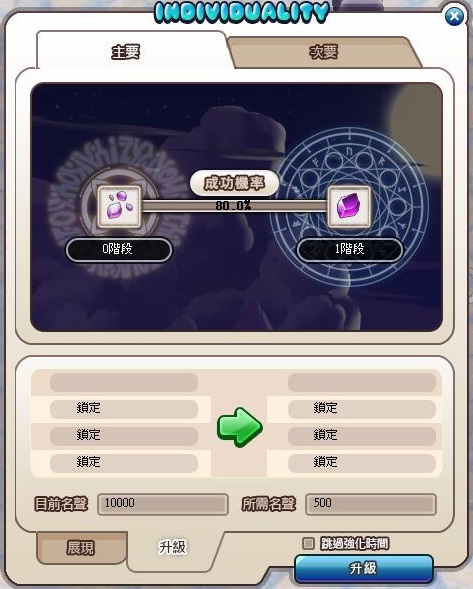 INDIVIDUALITY
主要 次要
成功機率
80.0%
0階段 1階段
鎖定 鎖定
鎖定 鎖定
鎖定 鎖定
目前名聲 10000 所需名聲 500
展現 升級 跳過強化時間
升級